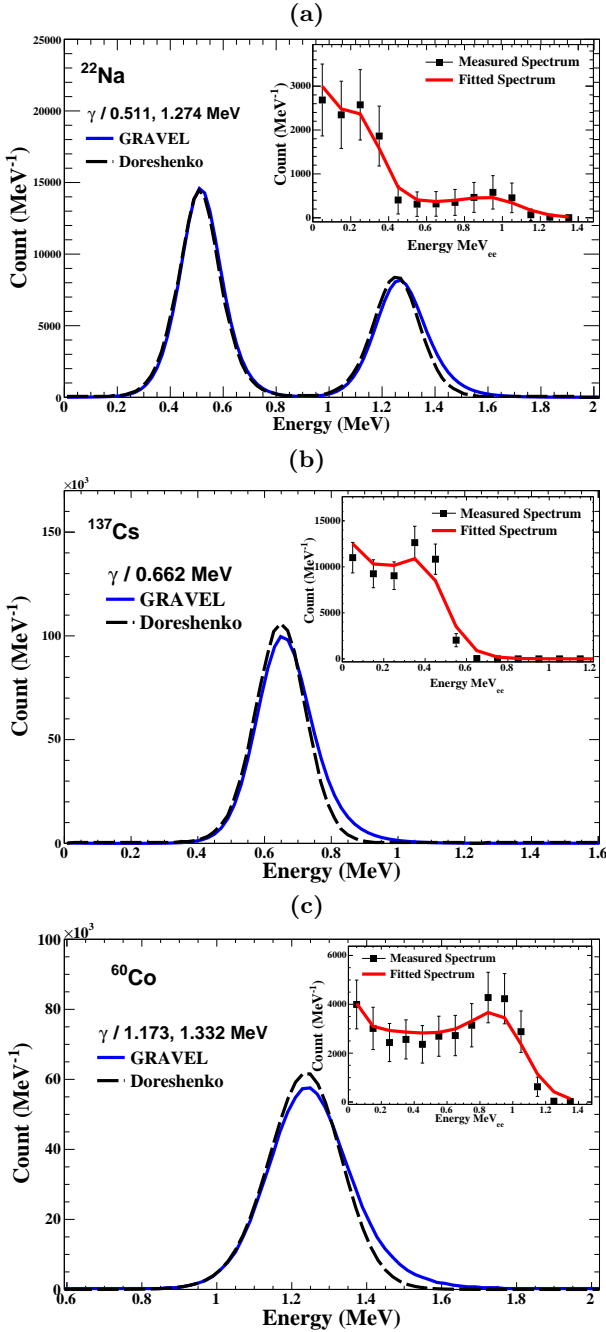 (a)
25000
20000
15000
10000
5000
0
Count (MeV⁻¹)
²²Na
γ / 0.511, 1.274 MeV
GRAVEL
Doreshenko
0 0.2 0.4 0.6 0.8 1 1.2 1.4 1.6 1.8 2
Energy (MeV)
Measured Spectrum
Fitted Spectrum
3000
2000
1000
0
Count (MeV⁻¹)
0 0.2 0.4 0.6 0.8 1 1.2 1.4
Energy MeVₑₑ
(b)
×10³
150
100
50
0
Count (MeV⁻¹)
¹³⁷Cs
γ / 0.662 MeV
GRAVEL
Doreshenko
0 0.2 0.4 0.6 0.8 1 1.2 1.4 1.6
Energy (MeV)
Measured Spectrum
Fitted Spectrum
15000
10000
5000
0
Count (MeV⁻¹)
0 0.2 0.4 0.6 0.8 1 1.2
Energy MeVₑₑ
(c)
×10³
100
80
60
40
20
0
Count (MeV⁻¹)
⁶⁰Co
γ / 1.173, 1.332 MeV
GRAVEL
Doreshenko
0.6 0.8 1 1.2 1.4 1.6 1.8 2
Energy (MeV)
Measured Spectrum
Fitted Spectrum
6000
4000
2000
0
Count (MeV⁻¹)
0 0.2 0.4 0.6 0.8 1 1.2 1.4
Energy MeVₑₑ